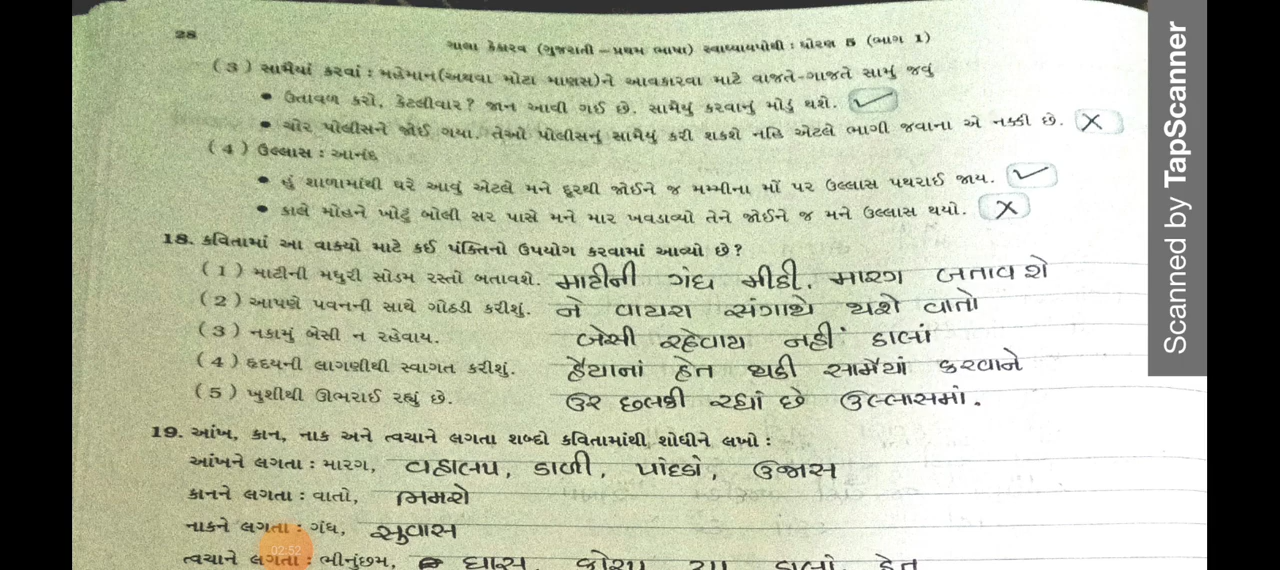 28
ગાલા કેકારવ (ગુજરાતી – પ્રથમ ભાષા) સ્વાધ્યાયપોથી : ધોરણ 5 (ભાગ 1)
(3) સામૈયાં કરવાં : મહેમાન(અથવા મોટા માણસ)ને આવકારવા માટે વાજતે-ગાજતે સામું જવું
• ઉતાવળ કરો, કેટલીવાર? જાન આવી ગઈ છે. સામૈયું કરવાનું મોડું થશે. ✓
• ચોર પોલીસને જોઈ ગયા. તેઓ પોલીસનું સામૈયું કરી શકશે નહિ એટલે ભાગી જવાના એ નક્કી છે. X
(4) ઉલ્લાસ : આનંદ
• હું શાળામાંથી ઘરે આવું એટલે મને દૂરથી જોઈને જ મમ્મીના મોં પર ઉલ્લાસ પથરાઈ જાય. ✓
• કાલે મોહને ખોટું બોલી સર પાસે મને માર ખવડાવ્યો તેને જોઈને જ મને ઉલ્લાસ થયો. X
18. કવિતામાં આ વાક્યો માટે કઈ પંક્તિનો ઉપયોગ કરવામાં આવ્યો છે?
(1) માટીની મધુરી સોડમ રસ્તો બતાવશે. માટીની ગંધ મીઠી. મારગ બતાવશે
(2) આપણે પવનની સાથે ગોઠડી કરીશું. ને વાયરા સંગાથે થશે વાતો
(3) નકામું બેસી ન રહેવાય. બેસી રહેવાય નહીં ઠાલાં
(4) હૃદયની લાગણીથી સ્વાગત કરીશું. હૈયાનાં હેત થકી સામૈયાં કરવાને
(5) ખુશીથી ઊભરાઈ રહ્યું છે. ઉર છલકી રહ્યાં છે ઉલ્લાસમાં.
19. આંખ, કાન, નાક અને ત્વચાને લગતા શબ્દો કવિતામાંથી શોધીને લખો :
આંખને લગતા : મારગ, વહાલપ, ડાળી, પાંદડાં, ઉજાસ
કાનને લગતા : વાતો,
નાકને લગતા : ગંધ, સુવાસ
02:52
ત્વચાને લગતા : ભીનુંછમ, ઘાસ,
Scanned by TapScanner